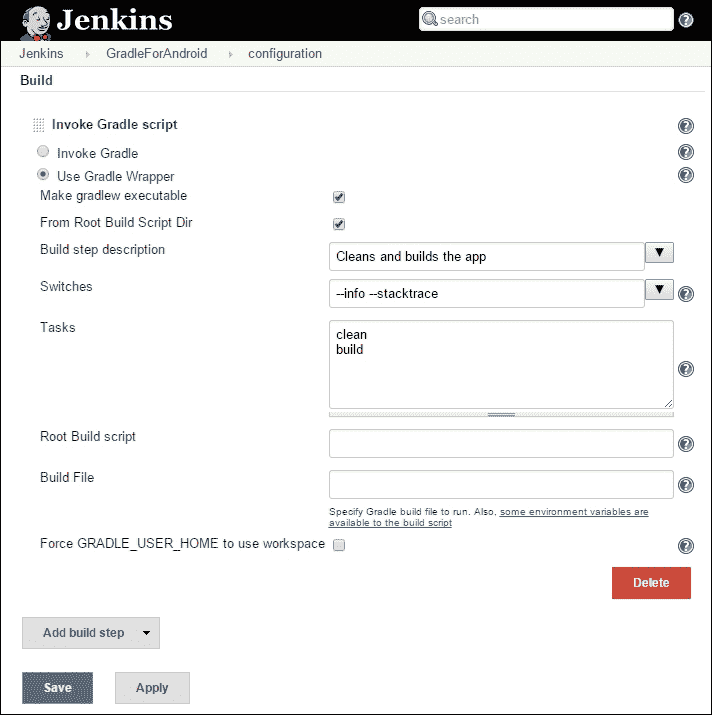 Jenkins
search
?
Jenkins GradleForAndroid configuration
Build
Invoke Gradle script
?
Invoke Gradle
?
Use Gradle Wrapper
?
Make gradlew executable
From Root Build Script Dir
Build step description
Cleans and builds the app
Switches
--info --stacktrace
?
Tasks
clean
build
?
Root Build script
?
Build File
?
Specify Gradle build file to run. Also, some environment variables are
available to the build script
Force GRADLE_USER_HOME to use workspace
?
Delete
Add build step
Save
Apply